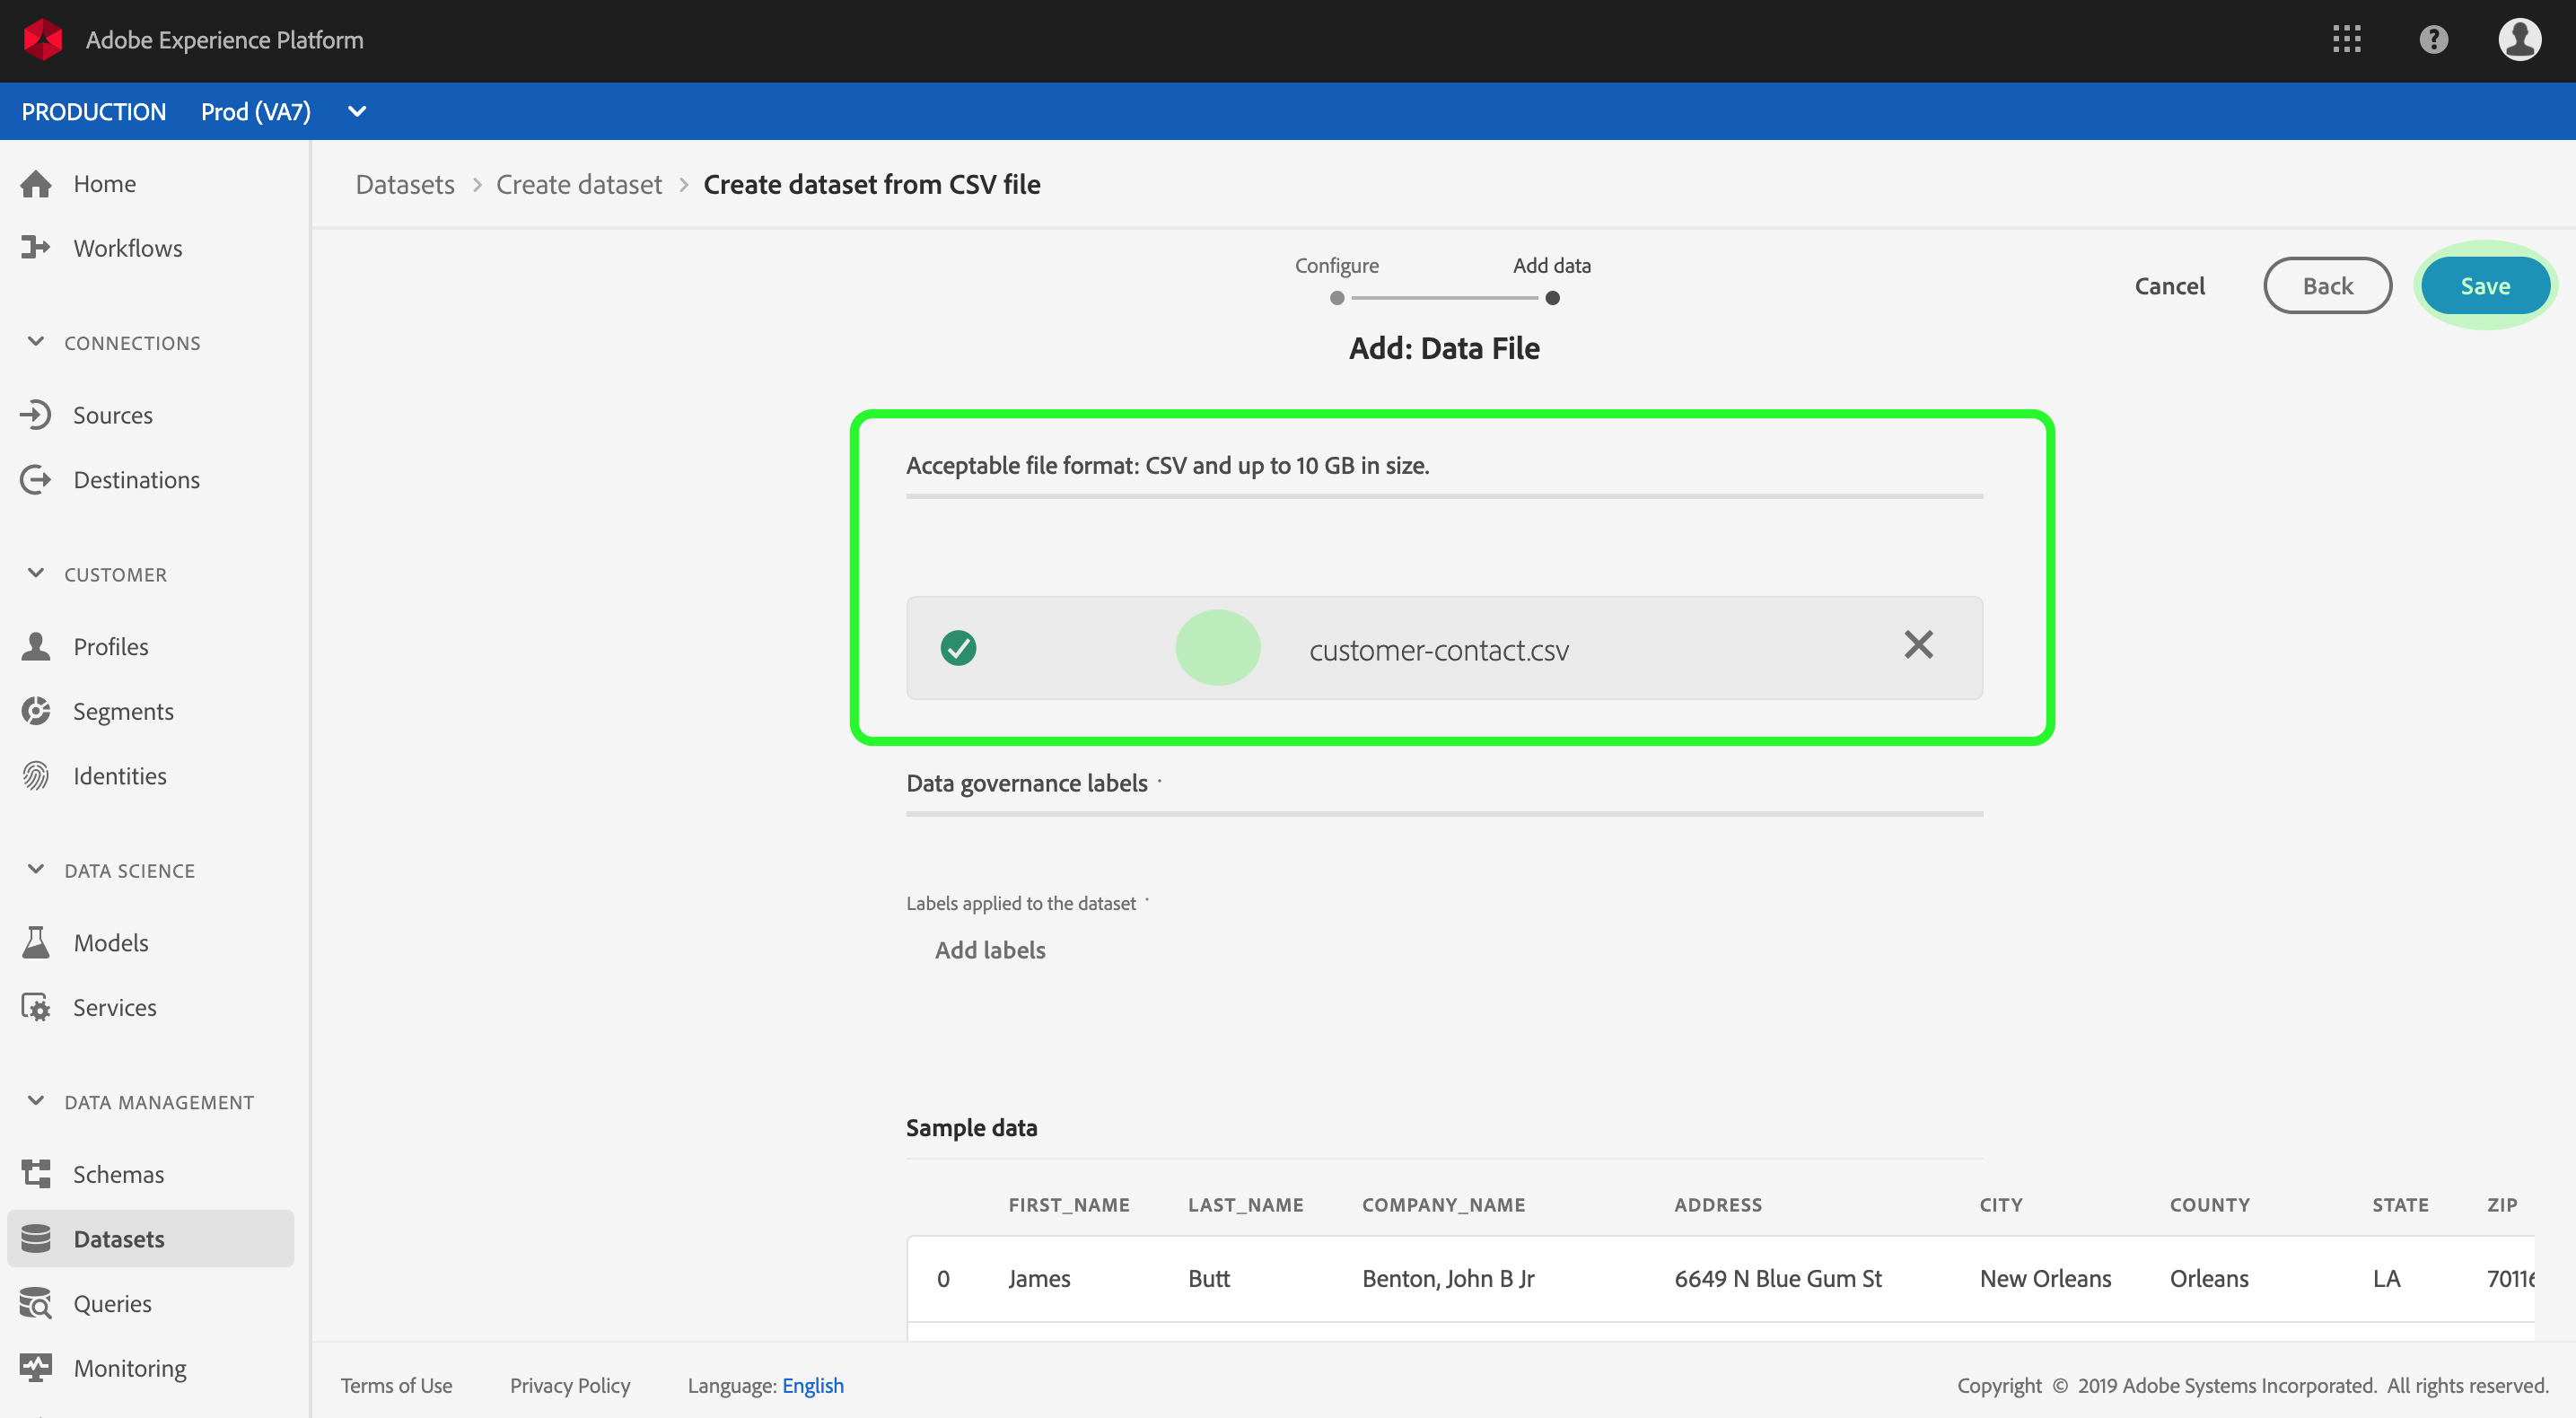 Adobe Experience Platform
?
PRODUCTION Prod (VA7)
Home
Workflows
CONNECTIONS
Sources
Destinations
CUSTOMER
Profiles
Segments
Identities
DATA SCIENCE
Models
Services
DATA MANAGEMENT
Schemas
Datasets
Queries
Monitoring
Datasets > Create dataset > Create dataset from CSV file
Configure Add data
Cancel Back Save
Add: Data File
Acceptable file format: CSV and up to 10 GB in size.
customer-contact.csv
Data governance labels
Labels applied to the dataset
Add labels
Sample data
FIRST_NAME LAST_NAME COMPANY_NAME ADDRESS CITY COUNTY STATE ZIP
0 James Butt Benton, John B Jr 6649 N Blue Gum St New Orleans Orleans LA 70116
Terms of Use Privacy Policy Language: English Copyright © 2019 Adobe Systems Incorporated. All rights reserved.